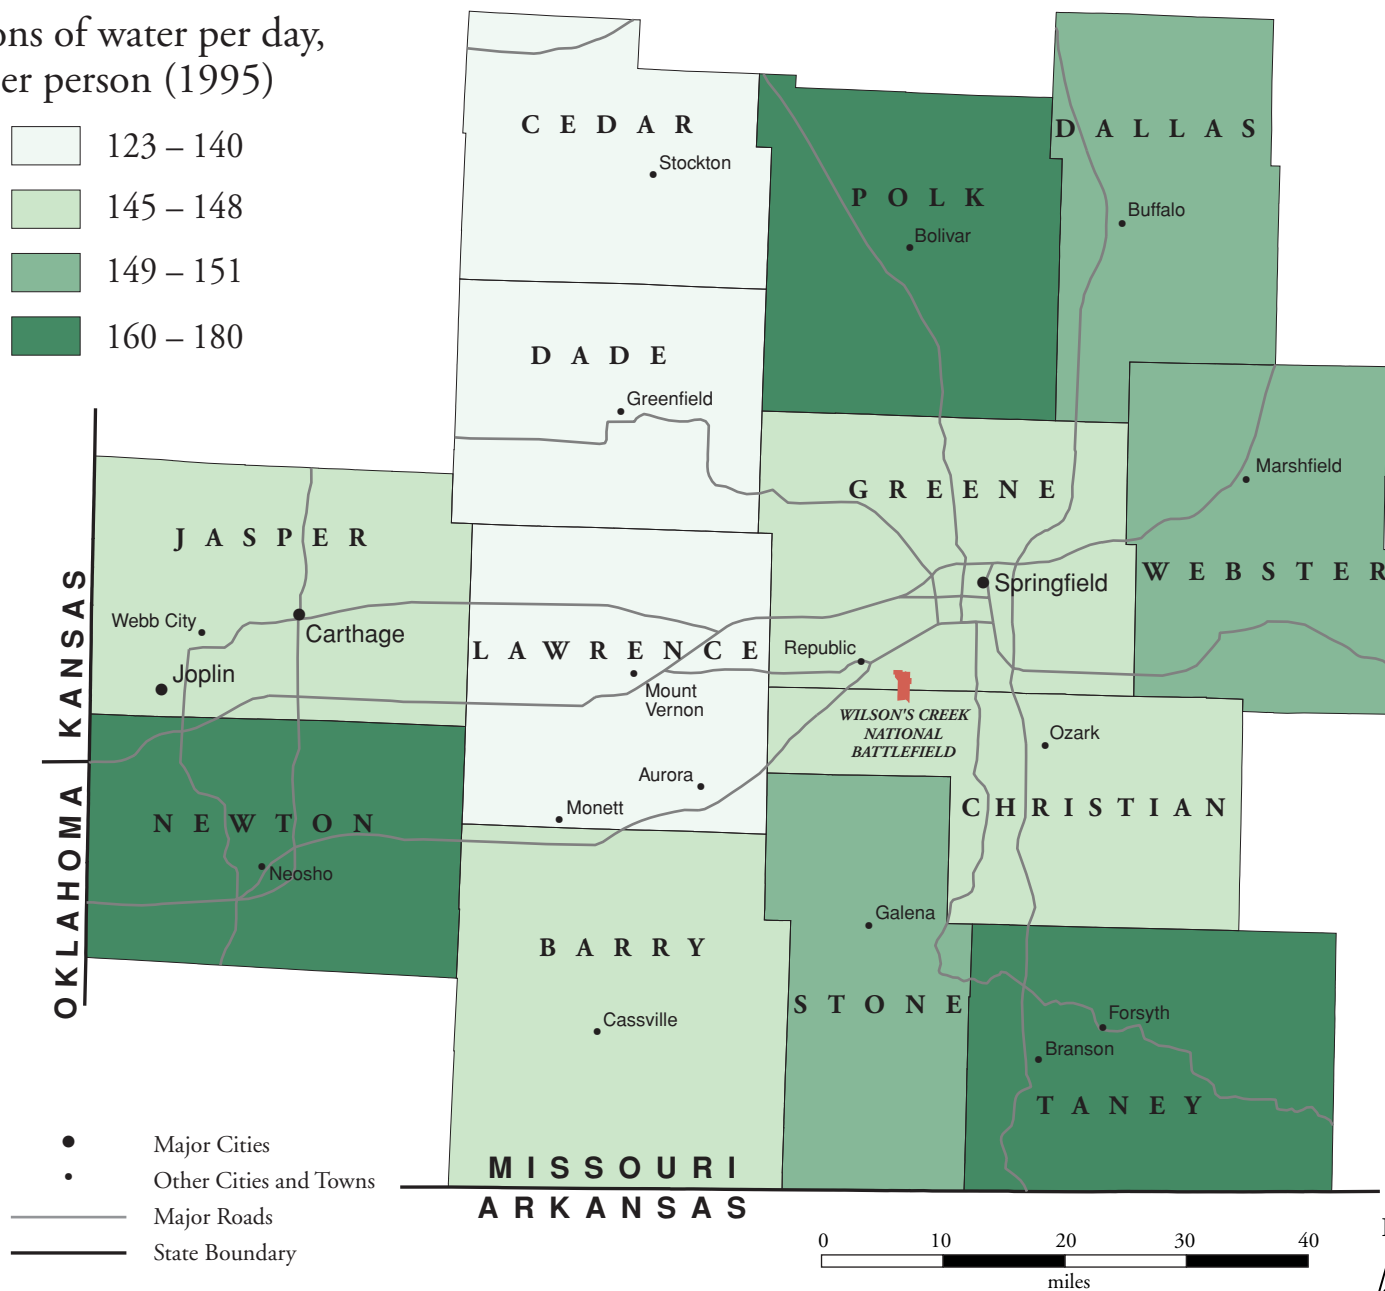 ons of water per day,
er person (1995)
123 – 140
145 – 148
149 – 151
160 – 180
CEDAR
Stockton
DALLAS
Buffalo
POLK
Bolivar
DADE
Greenfield
GREENE
Marshfield
JASPER
Springfield
WEBSTER
Webb City
Carthage
LAWRENCE
Republic
Joplin
Mount
Vernon
WILSON'S CREEK
NATIONAL
BATTLEFIELD
Ozark
KANSAS
OKLAHOMA
Aurora
Monett
CHRISTIAN
NEWTON
Neosho
Galena
BARRY
STONE
Cassville
Forsyth
Branson
TANEY
MISSOURI
ARKANSAS
Major Cities
Other Cities and Towns
Major Roads
State Boundary
0 10 20 30 40
miles